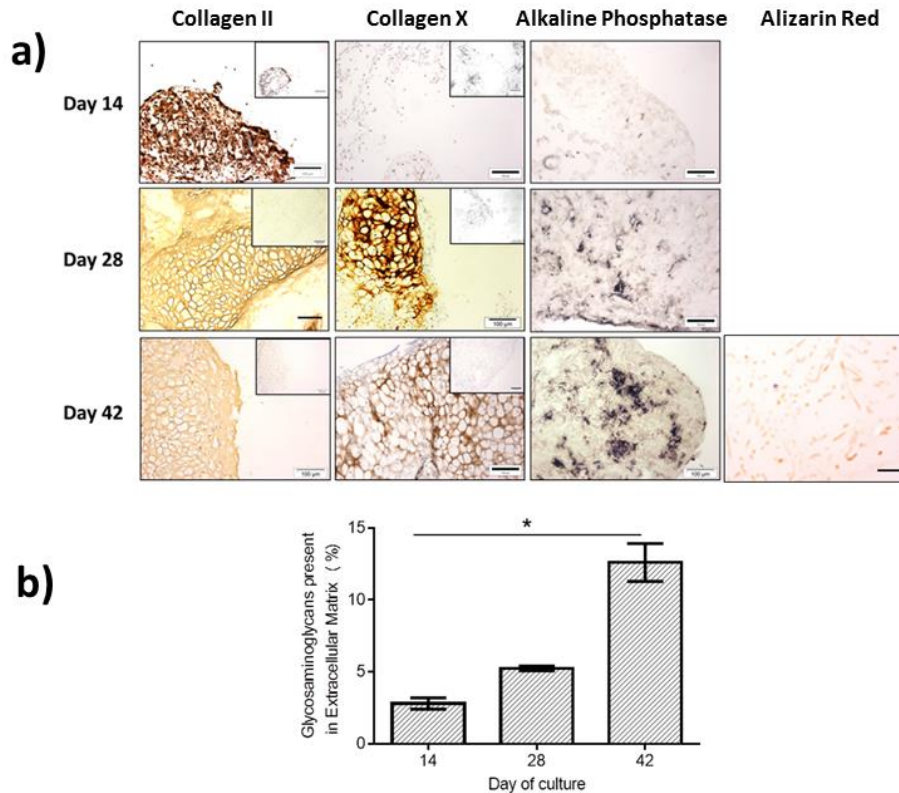 Collagen II Collagen X Alkaline Phosphatase Alizarin Red
a)
Day 14
Day 28
100 µm
Day 42
100 µm
100 µm
b)
*
Glycosaminoglycans present
in Extracellular Matrix ( %)
15
10
5
0
14 28 42
Day of culture